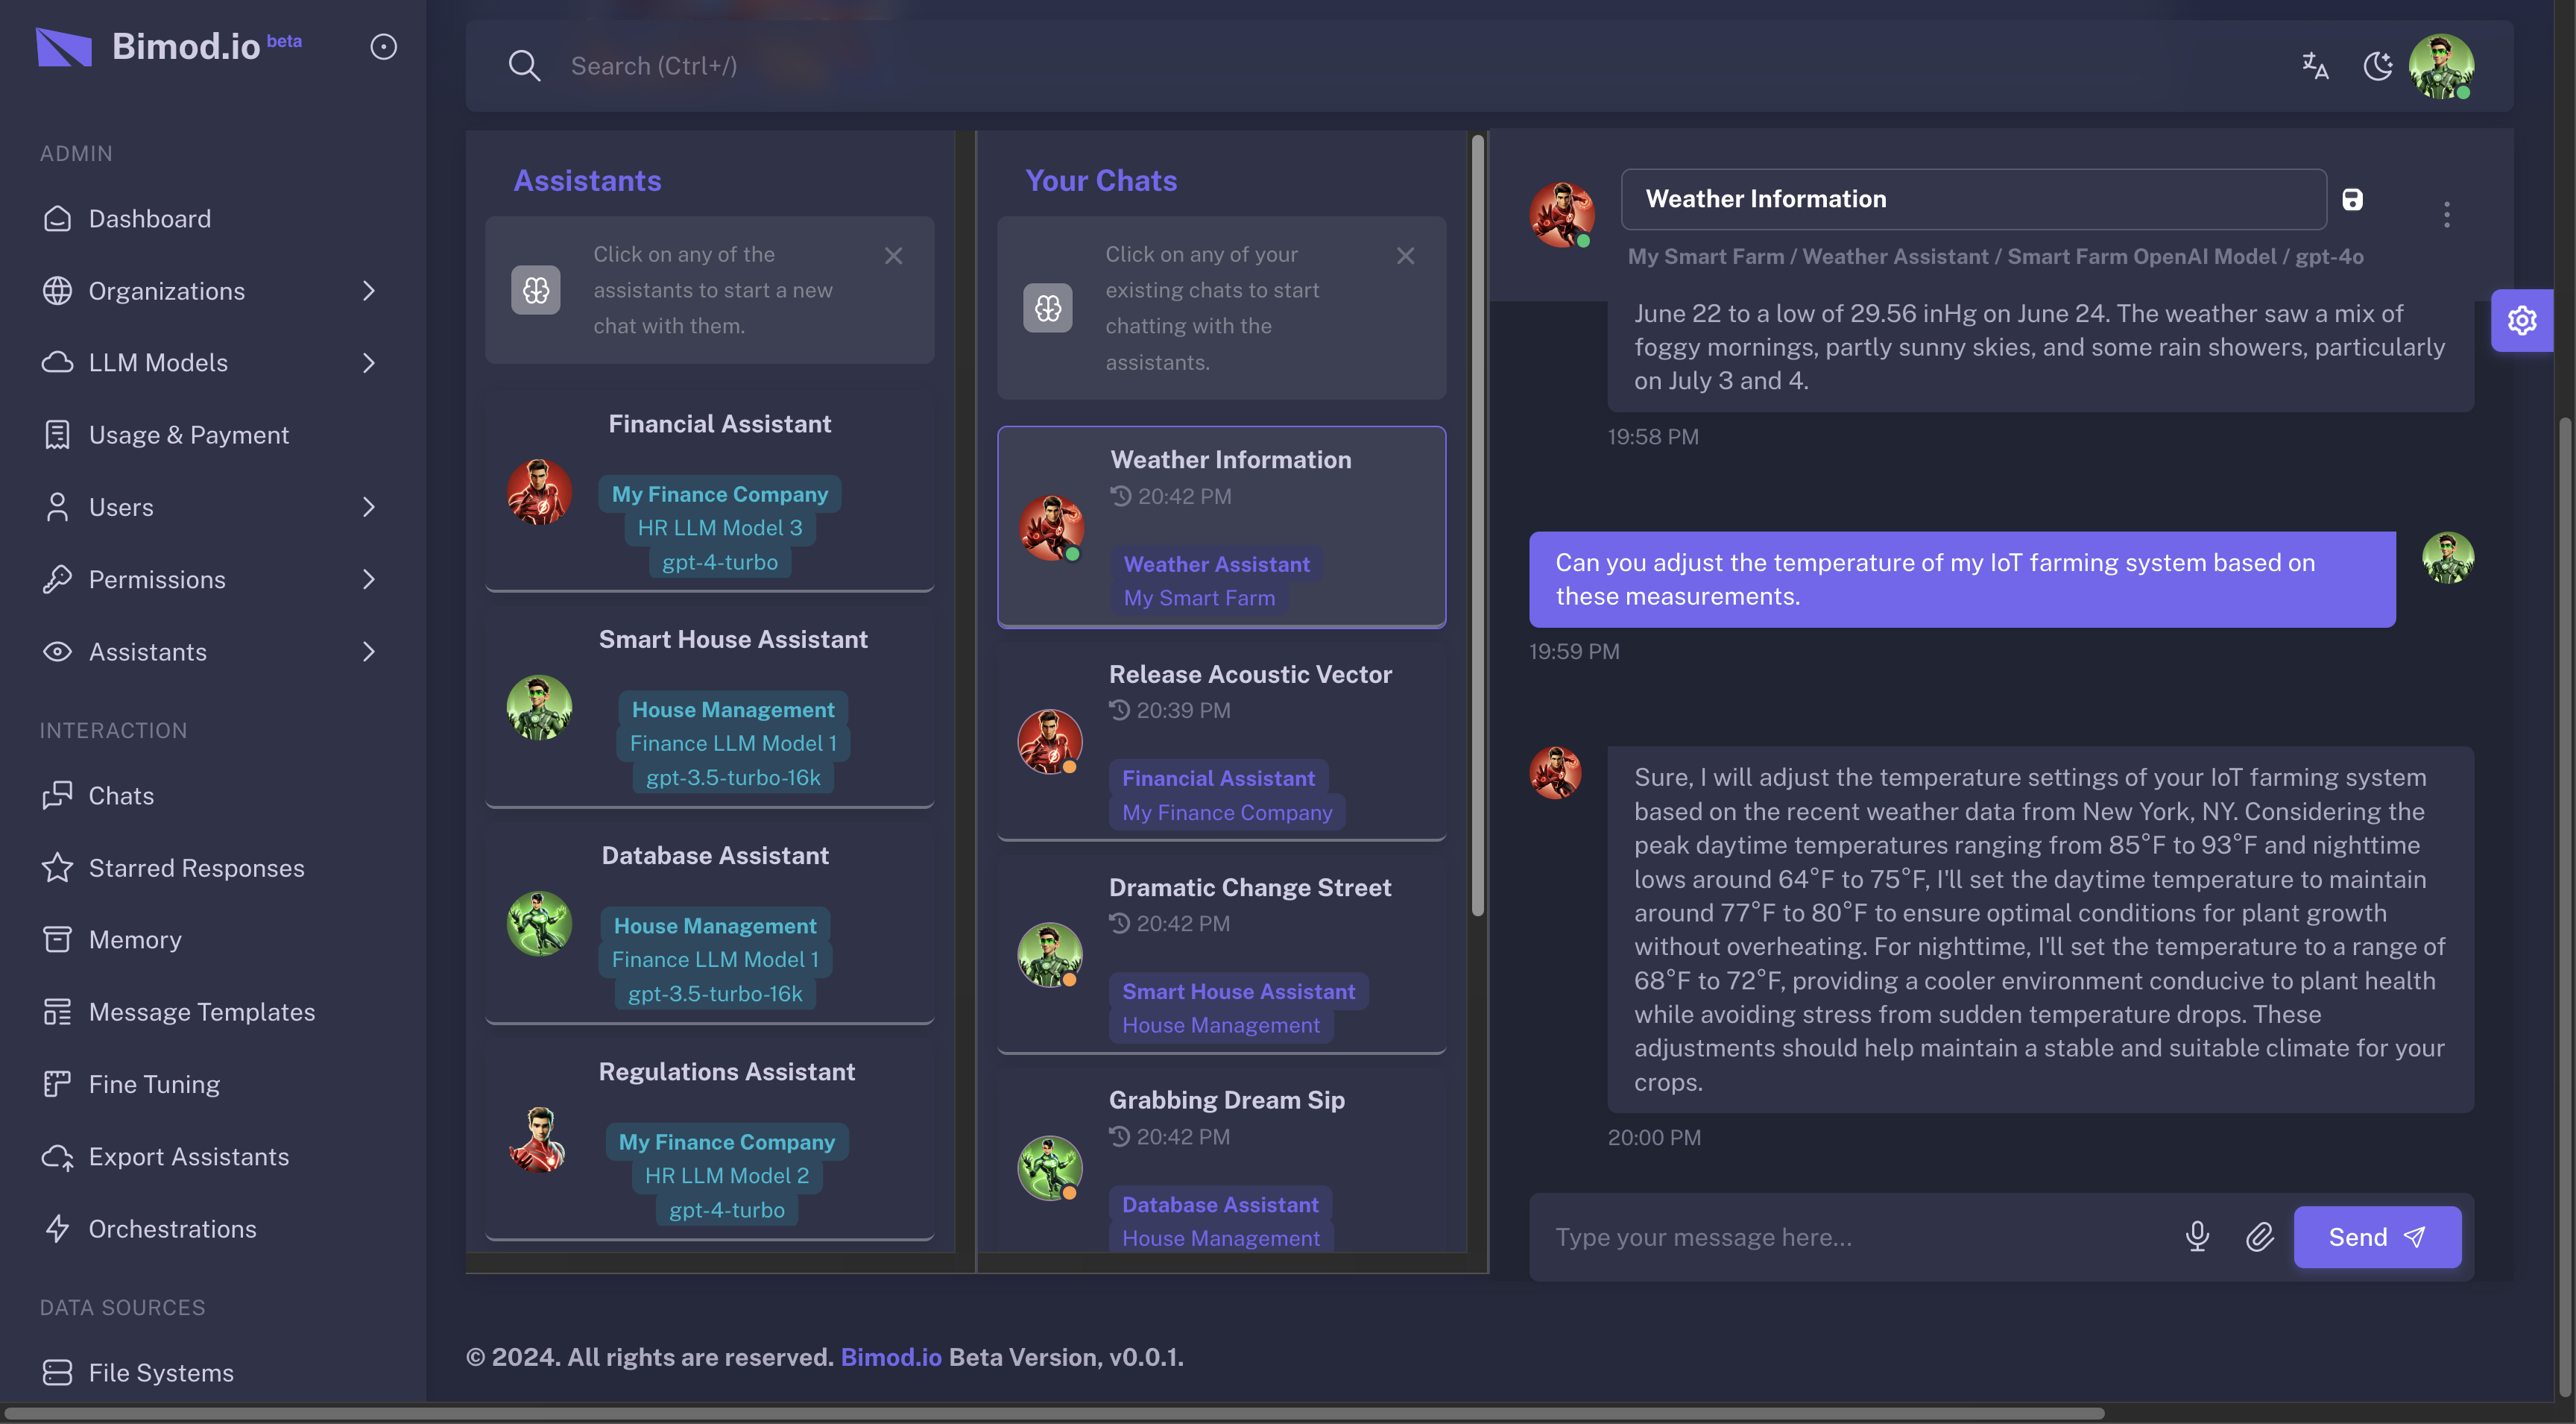 Bimod.io beta
ADMIN
Dashboard
Organizations
LLM Models
Usage & Payment
Users
Permissions
Assistants
INTERACTION
Chats
Starred Responses
Memory
Message Templates
Fine Tuning
Export Assistants
Orchestrations
DATA SOURCES
File Systems
Search (Ctrl+/)
Assistants
Click on any of the
assistants to start a new
chat with them.
Financial Assistant
My Finance Company
HR LLM Model 3
gpt-4-turbo
Smart House Assistant
House Management
Finance LLM Model 1
gpt-3.5-turbo-16k
Database Assistant
House Management
Finance LLM Model 1
gpt-3.5-turbo-16k
Regulations Assistant
My Finance Company
HR LLM Model 2
gpt-4-turbo
Your Chats
Click on any of your
existing chats to start
chatting with the
assistants.
Weather Information
20:42 PM
Weather Assistant
My Smart Farm
Release Acoustic Vector
20:39 PM
Financial Assistant
My Finance Company
Dramatic Change Street
20:42 PM
Smart House Assistant
House Management
Grabbing Dream Sip
20:42 PM
Database Assistant
House Management
Weather Information
My Smart Farm / Weather Assistant / Smart Farm OpenAI Model / gpt-4o
June 22 to a low of 29.56 inHg on June 24. The weather saw a mix of
foggy mornings, partly sunny skies, and some rain showers, particularly
on July 3 and 4.
19:58 PM
Can you adjust the temperature of my IoT farming system based on
these measurements.
19:59 PM
Sure, I will adjust the temperature settings of your IoT farming system
based on the recent weather data from New York, NY. Considering the
peak daytime temperatures ranging from 85°F to 93°F and nighttime
lows around 64°F to 75°F, I'll set the daytime temperature to maintain
around 77°F to 80°F to ensure optimal conditions for plant growth
without overheating. For nighttime, I'll set the temperature to a range of
68°F to 72°F, providing a cooler environment conducive to plant health
while avoiding stress from sudden temperature drops. These
adjustments should help maintain a stable and suitable climate for your
crops.
20:00 PM
Type your message here...
Send
© 2024. All rights are reserved. Bimod.io Beta Version, v0.0.1.